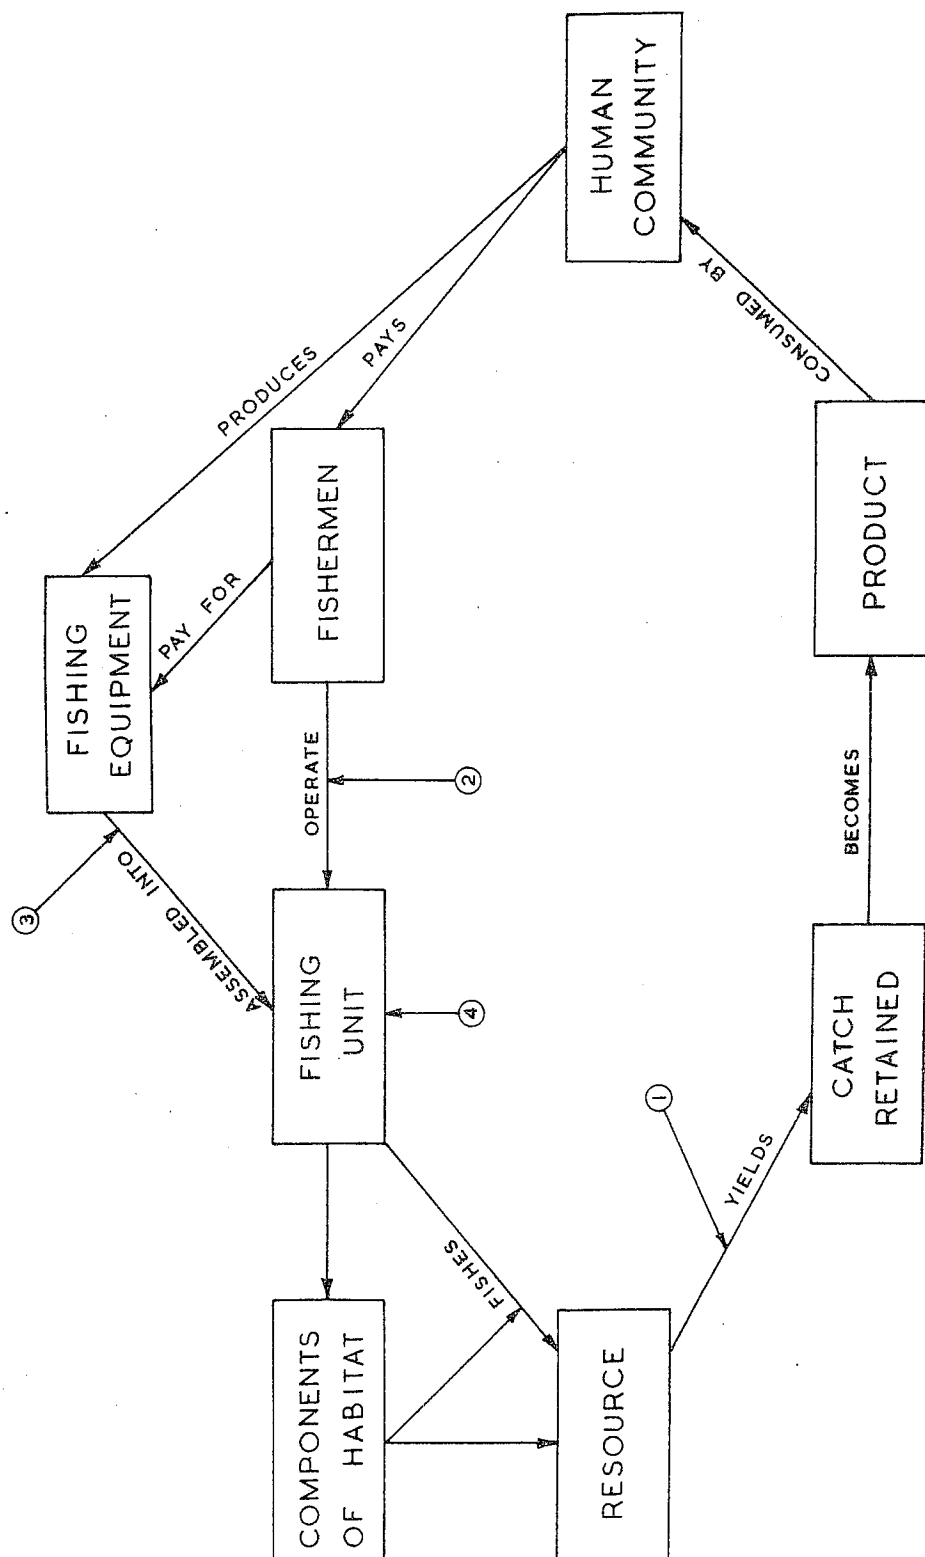 COMPONENTS
OF HABITAT
RESOURCE
FISHES
FISHING
UNIT
4
ASSEMBLED INTO
3
OPERATE
2
FISHING
EQUIPMENT
PAY FOR
FISHERMEN
PRODUCES
PAYS
HUMAN
COMMUNITY
CONSUMED BY
PRODUCT
BECOMES
CATCH
RETAINED
YIELDS
1